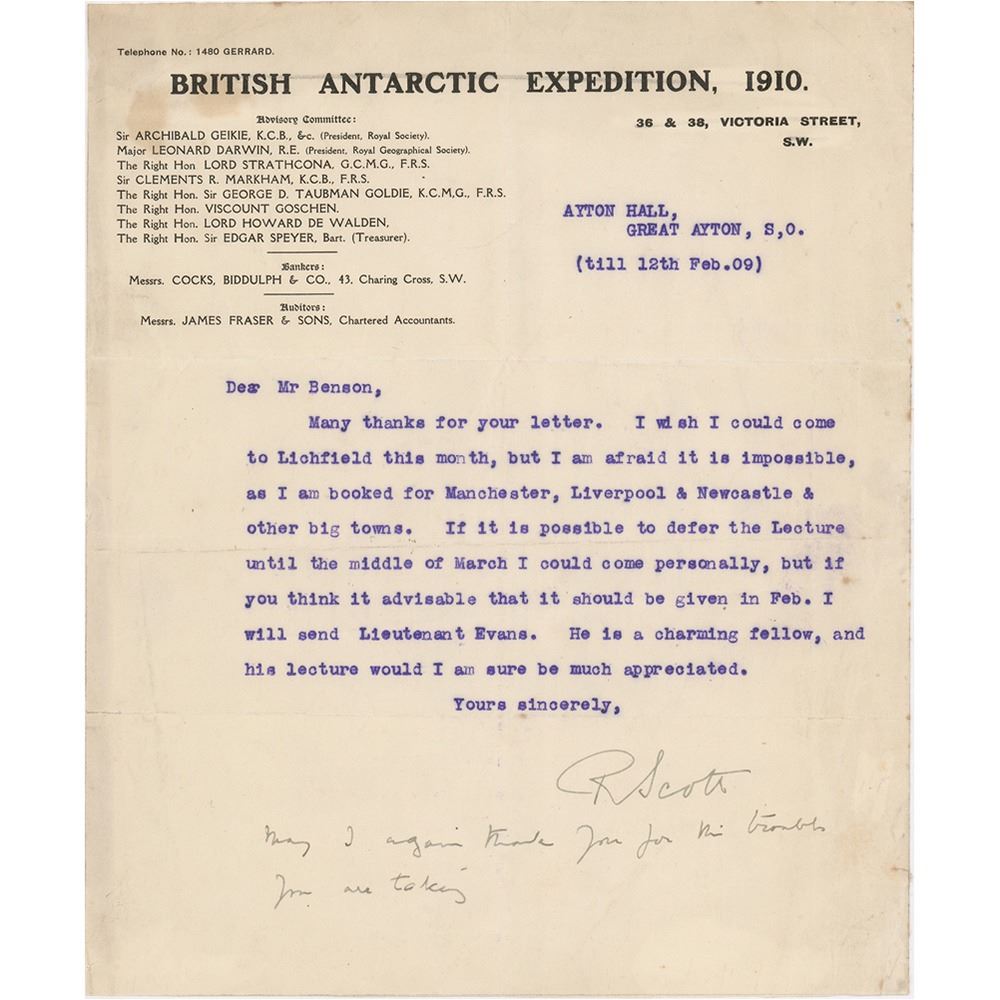 Telephone No.: 1480 GERRARD.
BRITISH ANTARCTIC EXPEDITION, 1910.
Advisory Committee:
Sir ARCHIBALD GEIKIE, K.C.B., &c. (President, Royal Society).
Major LEONARD DARWIN, R.E. (President, Royal Geographical Society).
The Right Hon LORD STRATHCONA, G.C.M.G., F.R.S.
Sir CLEMENTS R. MARKHAM, K.C.B., F.R.S.
The Right Hon. Sir GEORGE D. TAUBMAN GOLDIE, K.C.M.G., F.R.S.
The Right Hon. VISCOUNT GOSCHEN.
The Right Hon. LORD HOWARD DE WALDEN,
The Right Hon. Sir EDGAR SPEYER, Bart. (Treasurer).
Bankers:
Messrs. COCKS, BIDDULPH & CO., 43, Charing Cross, S.W.
Auditors:
Messrs. JAMES FRASER & SONS, Chartered Accountants.
36 & 38, VICTORIA STREET,
S.W.
AYTON HALL,
GREAT AYTON, S,O.
(till 12th Feb.09)
Dear Mr Benson,
Many thanks for your letter. I wish I could come
to Lichfield this month, but I am afraid it is impossible,
as I am booked for Manchester, Liverpool & Newcastle &
other big towns. If it is possible to defer the Lecture
until the middle of March I could come personally, but if
you think it advisable that it should be given in Feb. I
will send Lieutenant Evans. He is a charming fellow, and
his lecture would I am sure be much appreciated.
Yours sincerely,
R Scott
May I again thank you for the trouble
you are taking